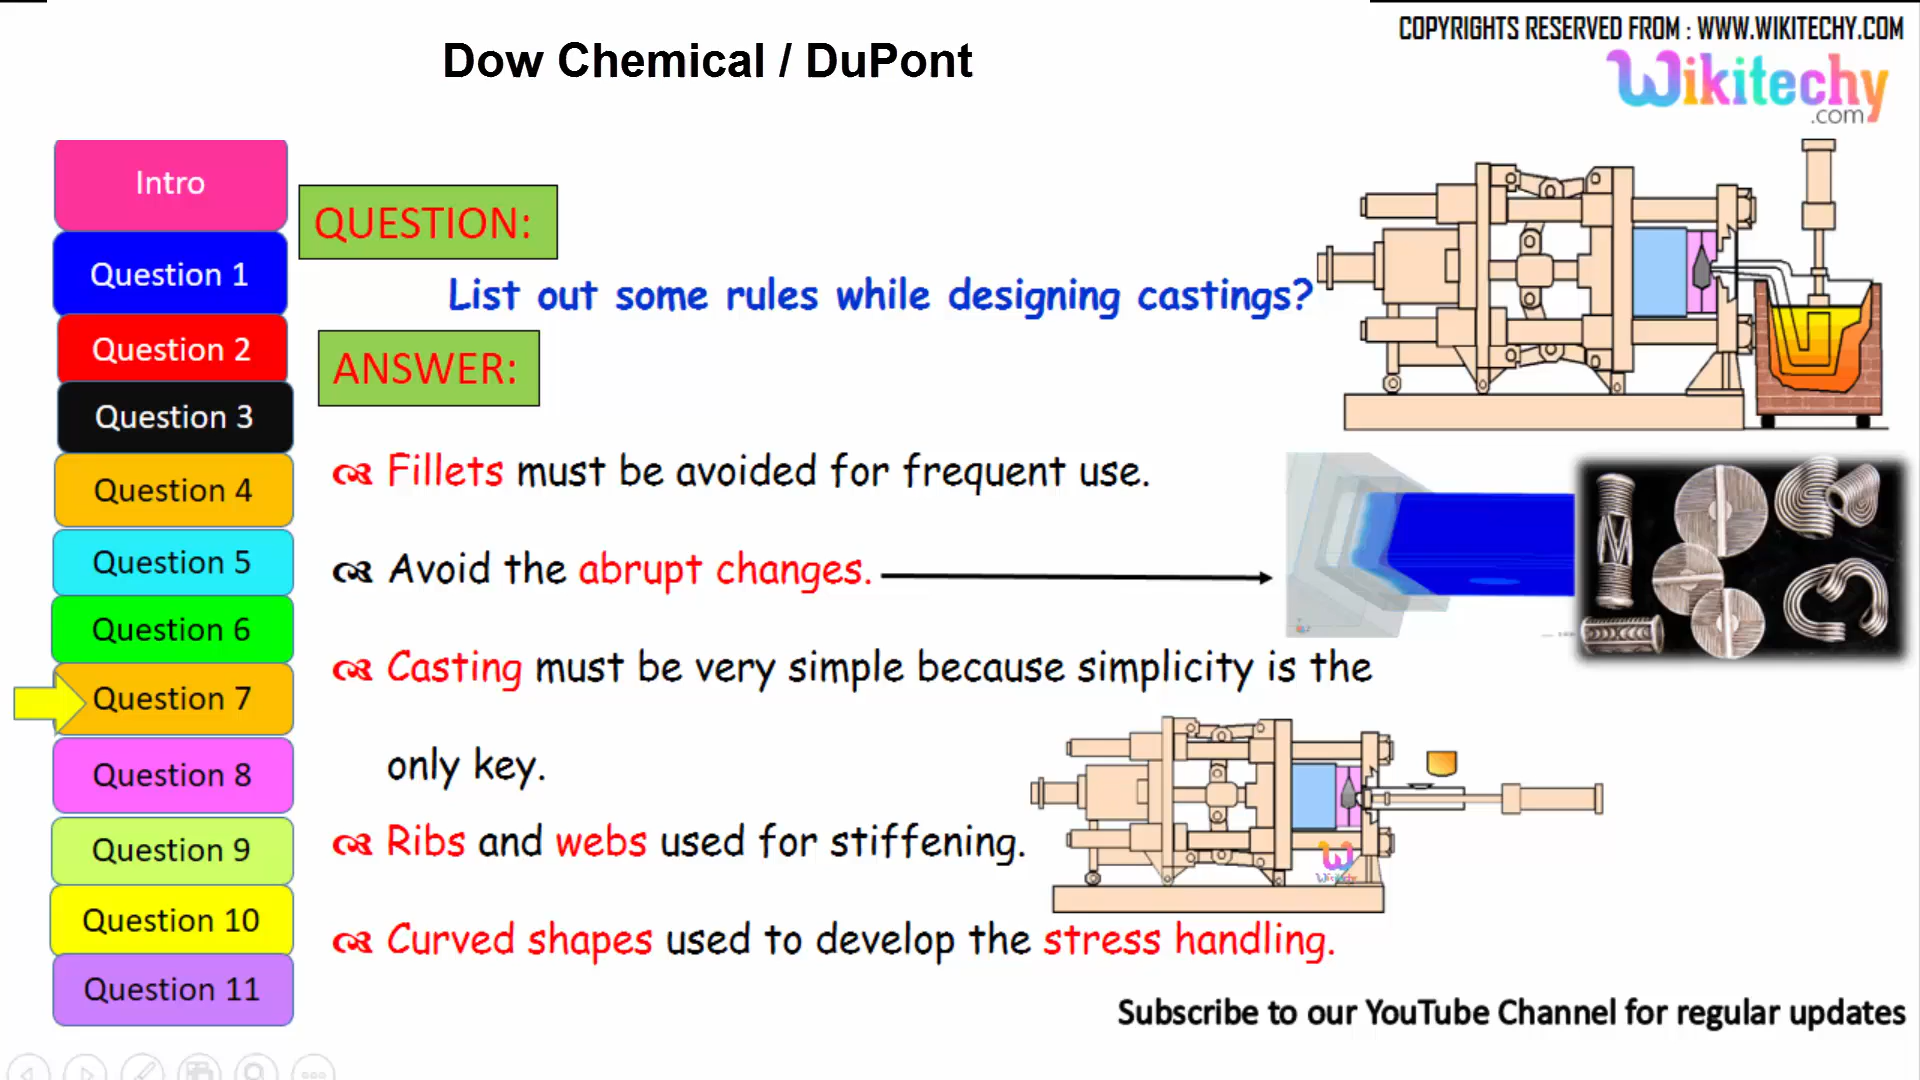 COPYRIGHTS RESERVED FROM : WWW.WIKITECHY.COM
Dow Chemical / DuPont
Wikitechy
.com
Intro
Question 1
Question 2
Question 3
Question 4
Question 5
Question 6
Question 7
Question 8
Question 9
Question 10
Question 11
QUESTION:
List out some rules while designing castings?
ANSWER:
Fillets must be avoided for frequent use.
Avoid the abrupt changes.
Casting must be very simple because simplicity is the
only key.
Ribs and webs used for stiffening.
Wikitechy
Curved shapes used to develop the stress handling.
Subscribe to our YouTube Channel for regular updates